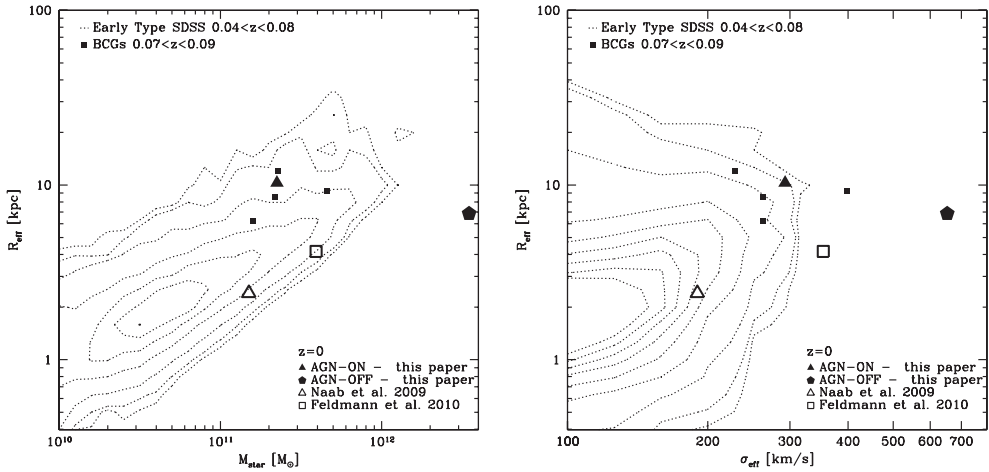 100
10
1
R_eff [kpc]
Early Type SDSS 0.04<z<0.08
BCGs 0.07<z<0.09
z=0
AGN-ON - this paper
AGN-OFF - this paper
Naab et al. 2009
Feldmann et al. 2010
10^10
10^11
10^12
M_star [M_⊙]
100
10
1
R_eff [kpc]
Early Type SDSS 0.04<z<0.08
BCGs 0.07<z<0.09
z=0
AGN-ON - this paper
AGN-OFF - this paper
Naab et al. 2009
Feldmann et al. 2010
100
200
300
400
500
600
700
σ_eff [km/s]